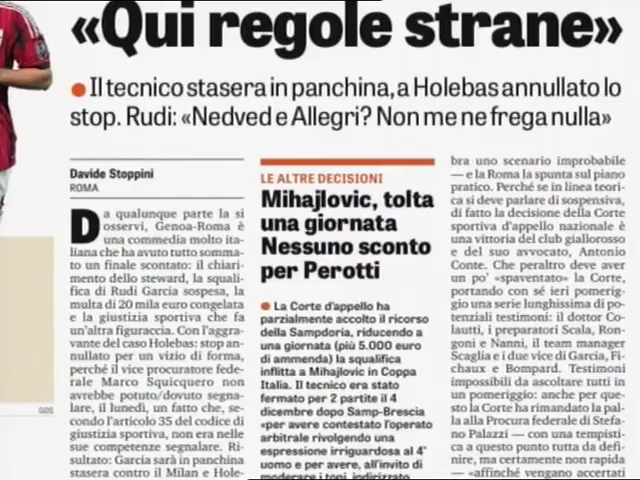 «Qui regole strane»
Il tecnico stasera in panchina, a Holebas annullato lo
stop. Rudi: «Nedved e Allegri? Non me ne frega nulla»
Davide Stoppini
ROMA
Da qualunque parte la si
osservi, Genoa-Roma è
una commedia molto ita-
liana che ha avuto tutto somma-
to un finale scontato: il chiari-
mento dello steward, la squali-
fica di Rudi Garcia sospesa, la
multa di 20 mila euro congelata
e la giustizia sportiva che fa
un'altra figuraccia. Con l'aggra-
vante del caso Holebas: stop an-
nullato per un vizio di forma,
perché il vice procuratore fede-
rale Marco Squicquero non
avrebbe potuto/dovuto segna-
lare, il lunedì, un fatto che, se-
condo l'articolo 35 del codice di
giustizia sportiva, non era nelle
sue competenze segnalare. Ri-
sultato: Garcia sarà in panchina
stasera contro il Milan e Hole-
GDS
LE ALTRE DECISIONI
Mihajlovic, tolta
una giornata
Nessuno sconto
per Perotti
La Corte d'appello ha
parzialmente accolto il ricorso
della Sampdoria, riducendo a
una giornata (più 5.000 euro
di ammenda) la squalifica
inflitta a Mihajlovic in Coppa
Italia. Il tecnico era stato
fermato per 2 partite il 4
dicembre dopo Samp-Brescia
«per avere contestato l'operato
arbitrale rivolgendo una
espressione irriguardosa al 4°
uomo e per avere, all'invito di
moderare i toni, indirizzato
bra uno scenario improbabile
— e la Roma la spunta sul piano
pratico. Perché se in linea teori-
ca si deve parlare di sospensiva,
di fatto la decisione della Corte
sportiva d'appello nazionale è
una vittoria del club giallorosso
e del suo avvocato, Antonio
Conte. Che peraltro deve aver
un po' «spaventato» la Corte,
portando con sé ieri pomerig-
gio una serie lunghissima di po-
tenziali testimoni: il dottor Co-
lautti, i preparatori Scala, Ron-
goni e Nanni, il team manager
Scaglia e i due vice di Garcia, Fi-
chaux e Bompard. Testimoni
impossibili da ascoltare tutti in
un pomeriggio: anche per que-
sto la Corte ha rimandato la pal-
la alla Procura federale di Stefa-
no Palazzi — con una tempisti-
ca a questo punto tutta da defi-
nire, ma certamente non rapida
— «affinché vengano accertati